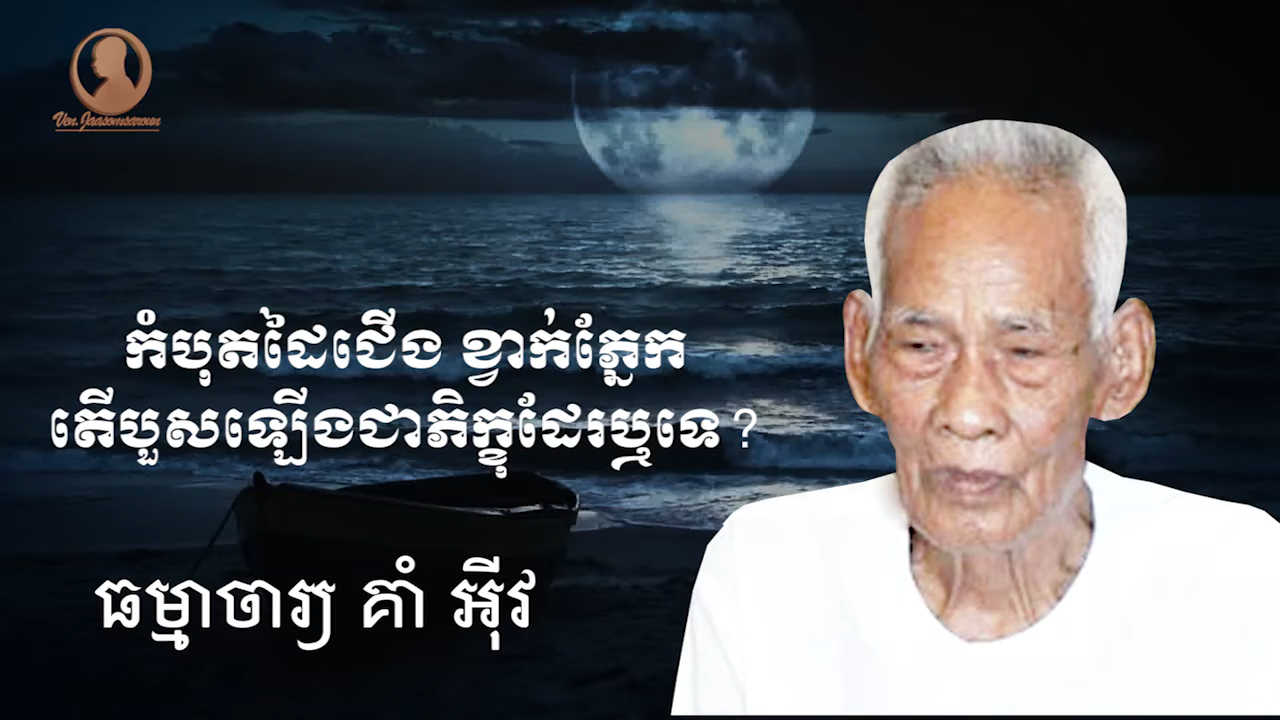 Ven.Jaasomsaroun
កំបុតដៃជើង ខ្វាក់ភ្នែក
តើបួសឡើងជាភិក្ខុដែរឬទេ?
ធម្មាចារ្យ គាំ អ៊ីវ